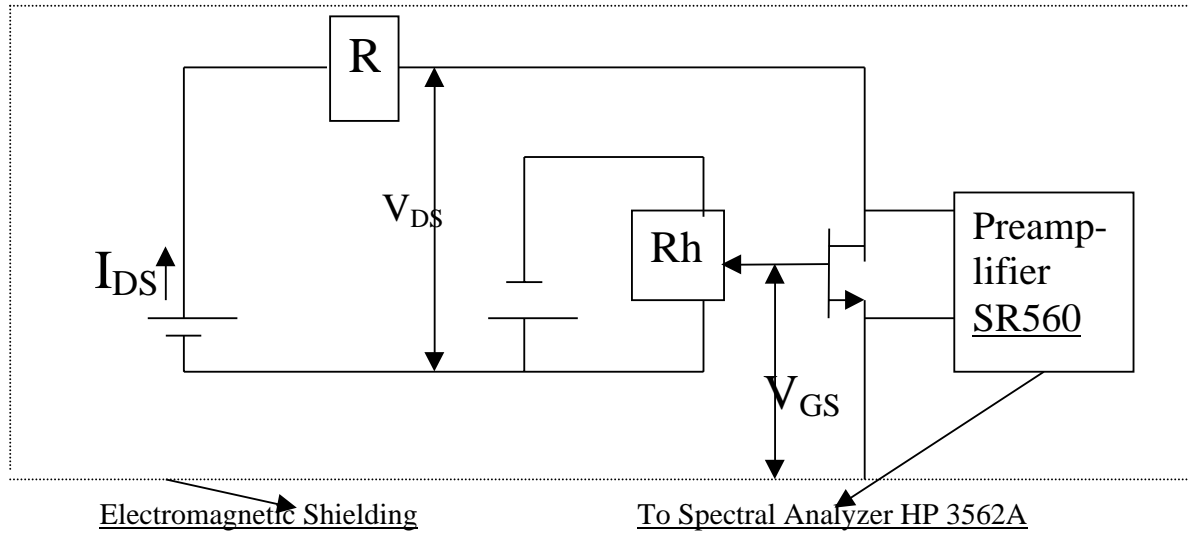 R
V_DS
Rh
I_DS
Preamp-
lifier
SR560
V_GS
Electromagnetic Shielding
To Spectral Analyzer HP 3562A